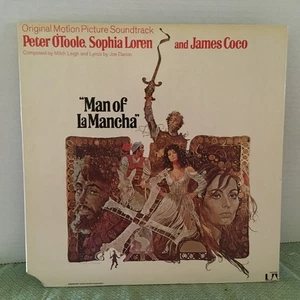 Original Motion Picture Soundtrack
Peter O'Toole, Sophia Loren and James Coco
Composed by Mitch Leigh and Lyrics by Joe Darion
"Man of
La Mancha"
UA